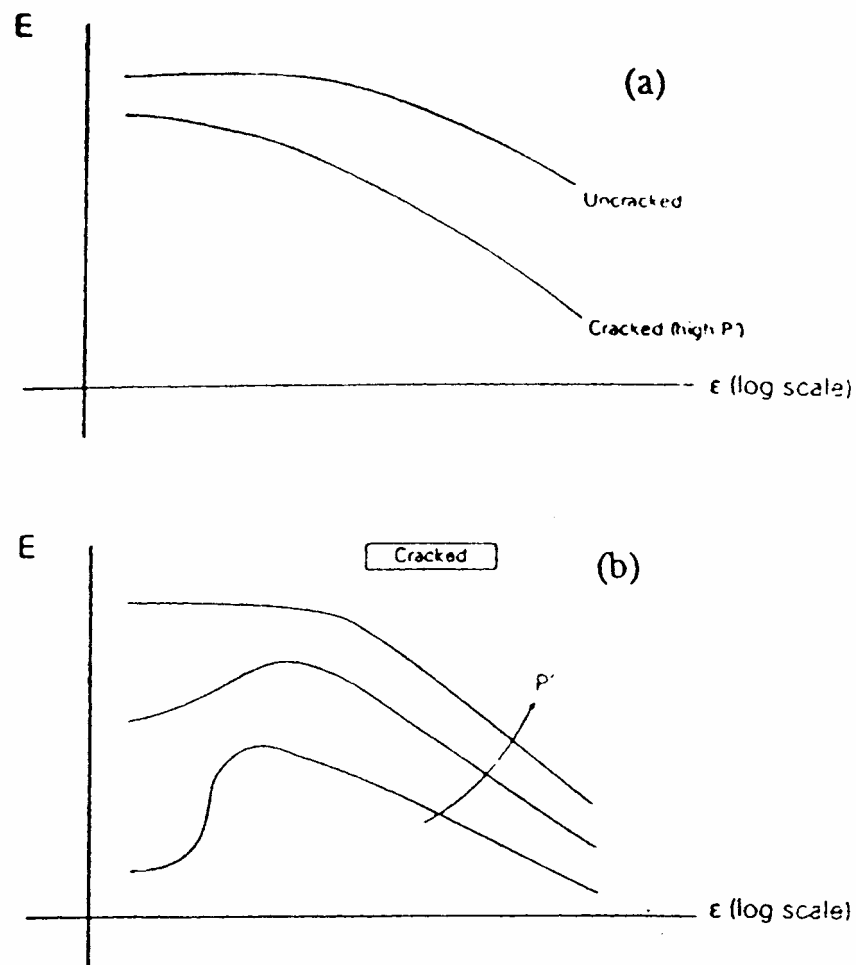 E
(a)
Uncracked
Cracked (high P')
ε (log scale)
E
Cracked
(b)
P'
ε (log scale)